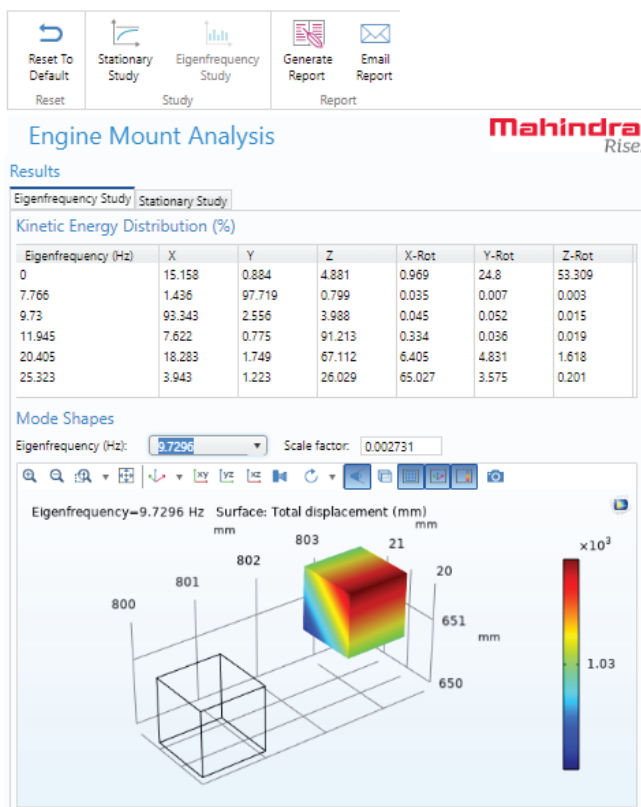 Reset To Default
Stationary Study
Eigenfrequency Study
Generate Report
Email Report
Reset
Study
Report
Engine Mount Analysis
Mahindra
Rise
Results
Eigenfrequency Study Stationary Study
Kinetic Energy Distribution (%)
Eigenfrequency (Hz) X Y Z X-Rot Y-Rot Z-Rot
0 15.158 0.884 4.881 0.969 24.8 53.309
7.766 1.436 97.719 0.799 0.035 0.007 0.003
9.73 93.343 2.556 3.988 0.045 0.052 0.015
11.945 7.622 0.775 91.213 0.334 0.036 0.019
20.405 18.283 1.749 67.112 6.405 4.831 1.618
25.323 3.943 1.223 26.029 65.027 3.575 0.201
Mode Shapes
Eigenfrequency (Hz): 9.7296 Scale factor: 0.002731
xy yz xz
Eigenfrequency=9.7296 Hz Surface: Total displacement (mm)
mm
mm
803
21
×10³
802
20
801
800
651
mm
1.03
650